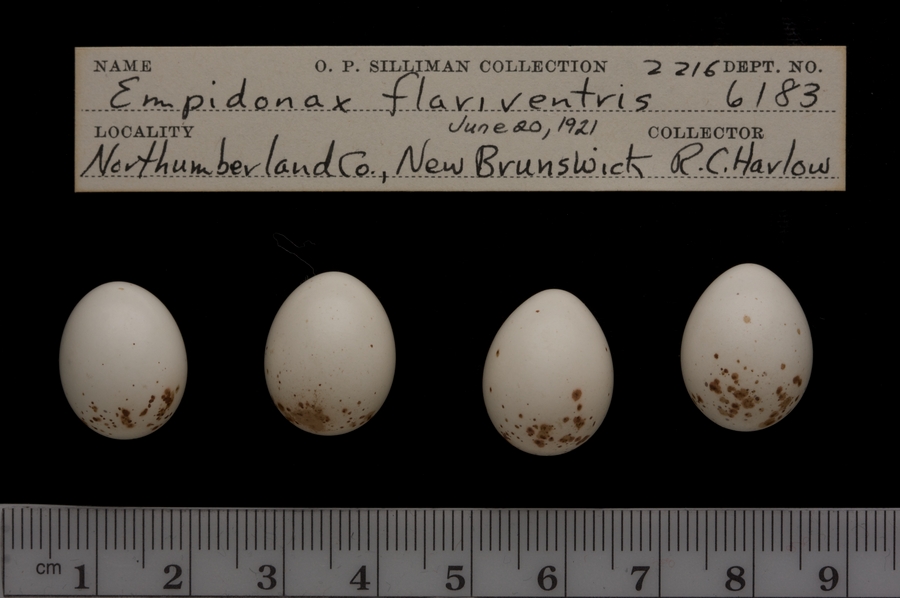 NAME O. P. SILLIMAN COLLECTION 2216 DEPT. NO.
Empidonax flaviventris 6183
LOCALITY June 20, 1921 COLLECTOR
Northumberland Co., New Brunswick R.C. Harlow
cm 1 2 3 4 5 6 7 8 9